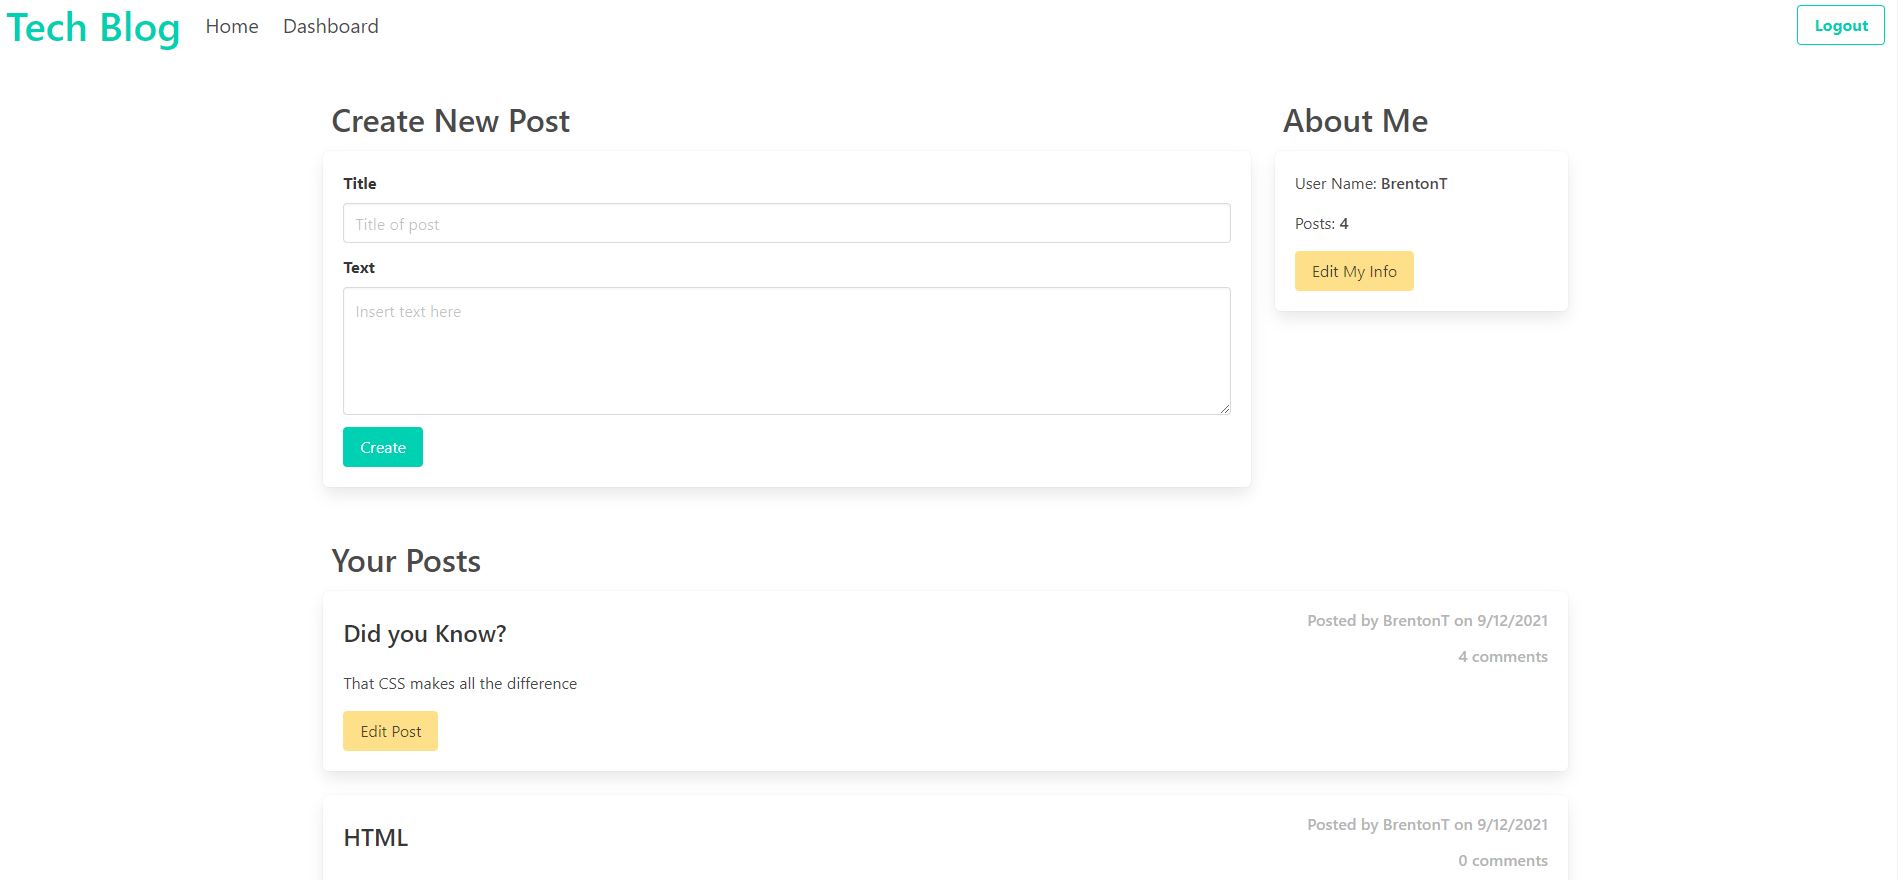 Tech Blog Home Dashboard Logout
Create New Post
Title
Title of post
Text
Insert text here
Create
About Me
User Name: BrentonT
Posts: 4
Edit My Info
Your Posts
Did you Know?
Posted by BrentonT on 9/12/2021
4 comments
That CSS makes all the difference
Edit Post
HTML
Posted by BrentonT on 9/12/2021
0 comments